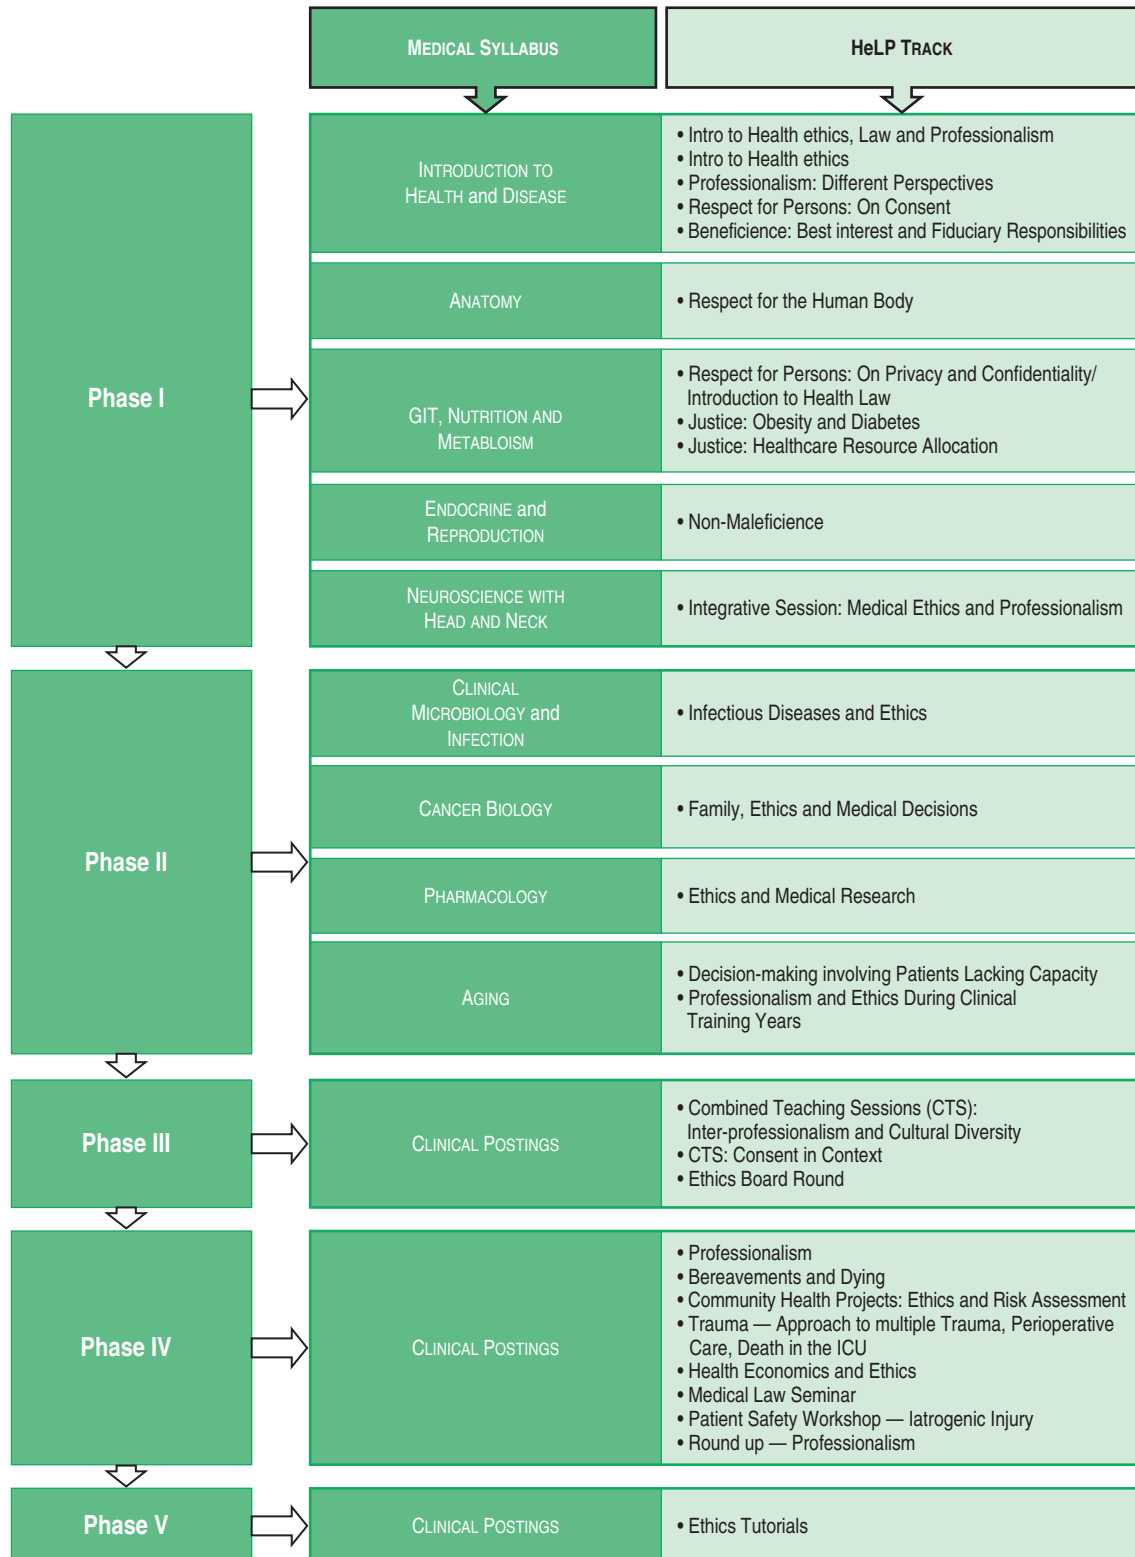 MEDICAL SYLLABUS
HeLP TRACK
Phase I
INTRODUCTION TO
HEALTH and DISEASE
• Intro to Health ethics, Law and Professionalism
• Intro to Health ethics
• Professionalism: Different Perspectives
• Respect for Persons: On Consent
• Beneficience: Best interest and Fiduciary Responsibilities
ANATOMY
• Respect for the Human Body
GIT, NUTRITION AND
METABLOISM
• Respect for Persons: On Privacy and Confidentiality/
Introduction to Health Law
• Justice: Obesity and Diabetes
• Justice: Healthcare Resource Allocation
ENDOCRINE and
REPRODUCTION
• Non-Maleficience
NEUROSCIENCE WITH
HEAD AND NECK
• Integrative Session: Medical Ethics and Professionalism
Phase II
CLINICAL
MICROBIOLOGY and
INFECTION
• Infectious Diseases and Ethics
CANCER BIOLOGY
• Family, Ethics and Medical Decisions
PHARMACOLOGY
• Ethics and Medical Research
AGING
• Decision-making involving Patients Lacking Capacity
• Professionalism and Ethics During Clinical
Training Years
Phase III
CLINICAL POSTINGS
• Combined Teaching Sessions (CTS):
Inter-professionalism and Cultural Diversity
• CTS: Consent in Context
• Ethics Board Round
Phase IV
CLINICAL POSTINGS
• Professionalism
• Bereavements and Dying
• Community Health Projects: Ethics and Risk Assessment
• Trauma — Approach to multiple Trauma, Perioperative
Care, Death in the ICU
• Health Economics and Ethics
• Medical Law Seminar
• Patient Safety Workshop — Iatrogenic Injury
• Round up — Professionalism
Phase V
CLINICAL POSTINGS
• Ethics Tutorials